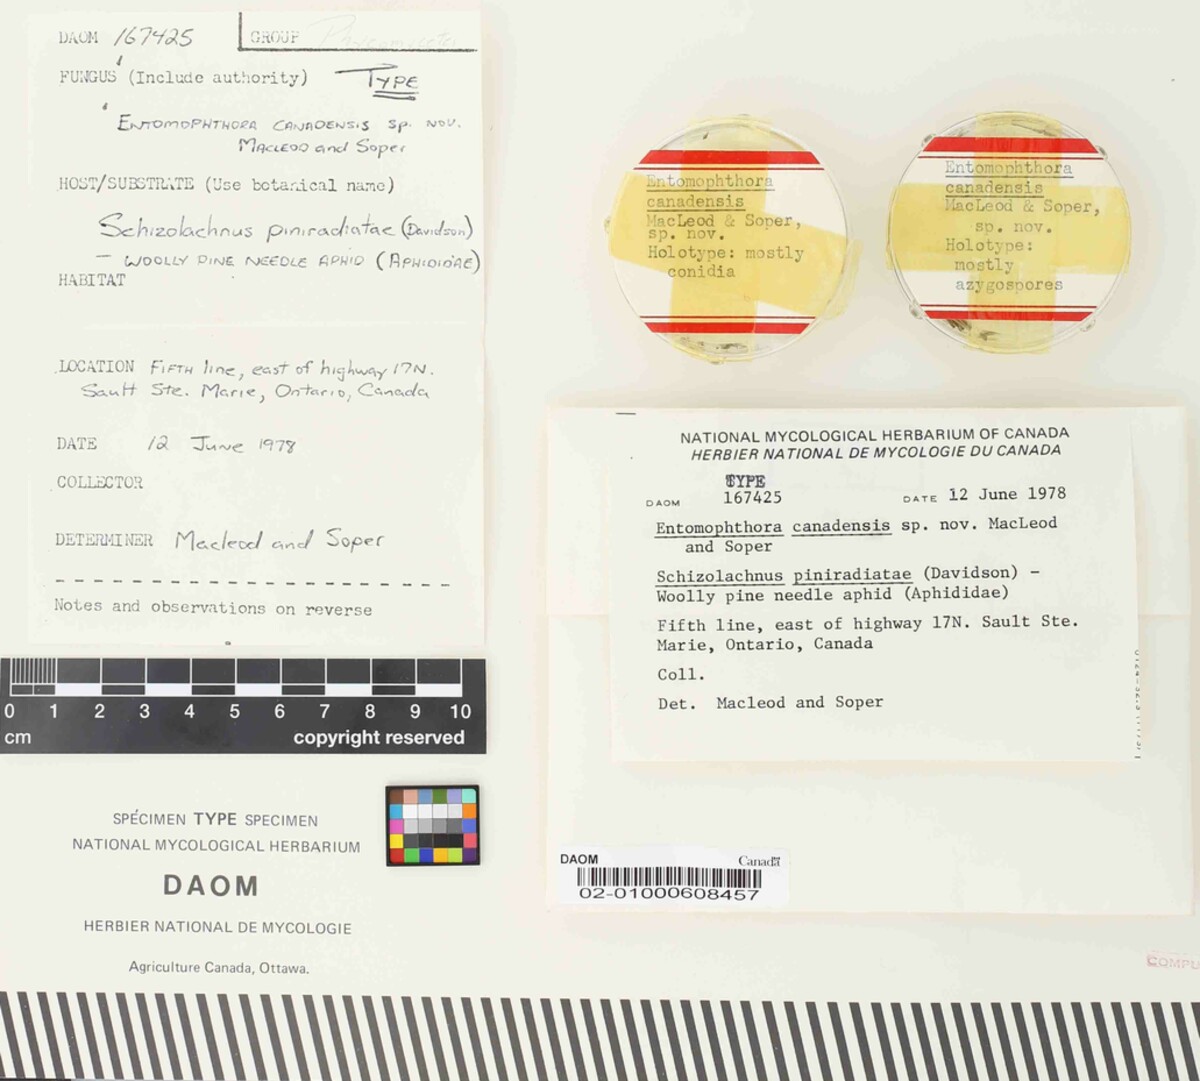 DAOM 167425 GROUP Phycomycetes
FUNGUS (Include authority) TYPE
ENTOMOPHTHORA CANADENSIS sp. NOV.
MACLEOD and Soper
HOST/SUBSTRATE (Use botanical name)
Schizolachnus piniradiatae (Davidson)
- WOOLLY PINE NEEDLE APHID (APHIDIDAE)
HABITAT
LOCATION FIFTH line, east of highway 17N.
Sault Ste. Marie, Ontario, Canada
DATE 12 June 1978
COLLECTOR
DETERMINER Macleod and Soper
Notes and observations on reverse
Entomophthora
canadensis
MacLeod & Soper,
sp. nov.
Holotype: mostly
conidia
Entomophthora
canadensis
MacLeod & Soper,
sp. nov.
Holotype:
mostly
azygospores
NATIONAL MYCOLOGICAL HERBARIUM OF CANADA
HERBIER NATIONAL DE MYCOLOGIE DU CANADA
TYPE
DAOM 167425 DATE 12 June 1978
Entomophthora canadensis sp. nov. MacLeod
and Soper
Schizolachnus piniradiatae (Davidson) -
Woolly pine needle aphid (Aphididae)
Fifth line, east of highway 17N. Sault Ste.
Marie, Ontario, Canada
Coll.
Det. Macleod and Soper
0 1 2 3 4 5 6 7 8 9 10
cm copyright reserved
SPÉCIMEN TYPE SPECIMEN
NATIONAL MYCOLOGICAL HERBARIUM
DAOM
HERBIER NATIONAL DE MYCOLOGIE
Agriculture Canada, Ottawa.
DAOM Canada
02-01000608457
COMPU